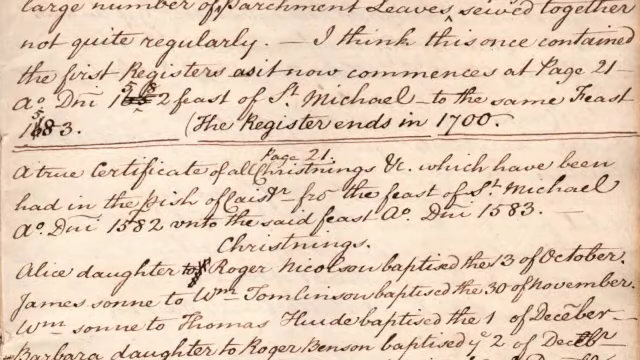 large number of Parchment Leaves sewed together
not quite regularly. — I think this once contained
the first Registers as it now commences at Page 21 —
Ao. Dni 1582 feast of St. Michael — to the same Feast
1583. (The Register ends in 1700.
Page 21.
A true Certificate of all Christnings &c. which have been
had in the pish of Caistr — fro the feast of St. Michael
Ao. Dni 1582 vnto the said feast Ao. Dni 1583. —
Christnings.
Alice daughter to Roger Nicolson baptised the 13 of October.
James sonne to Wm Tomlinson baptised the 30 of November.
Wm sonne to Thomas Hude baptised the 1 of Deceber —
Barbara daughter to Roger Benson baptised ye 2 of Decebr